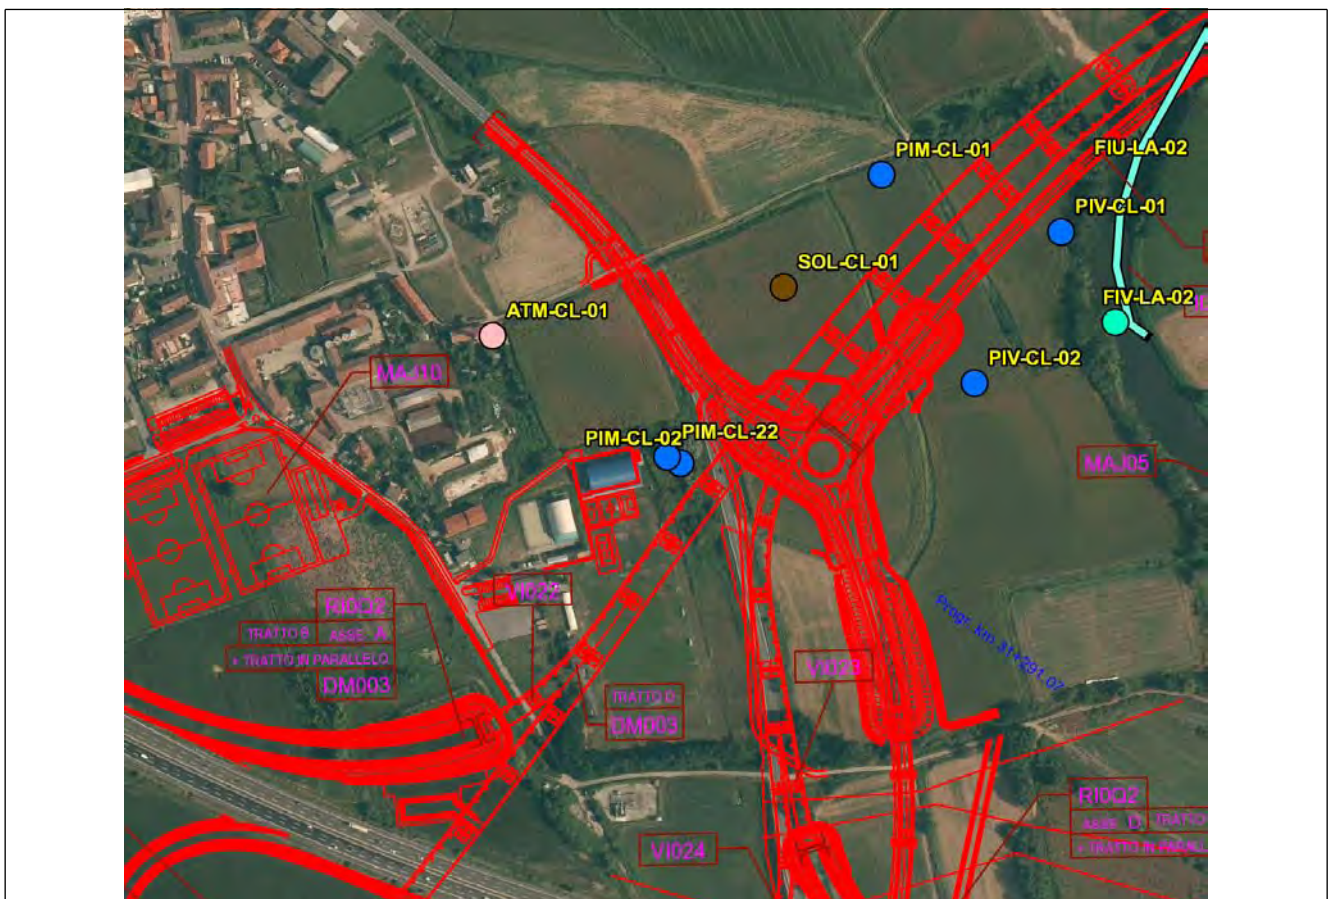 PIM-CL-01
FIU-LA-02
PIV-CL-01
SOL-CL-01
FIV-LA-02
ATM-CL-01
PIV-CL-02
MAJ10
PIM-CL-02
PIM-CL-22
MAJ05
VI022
RI0Q2
TRATTO B ASSE A
+ TRATTO IN PARALLELO
DM003
Progr. km at+291.07
VI023
TRATTO D
DM003
RI0Q2
ASSE D TRATTO
+ TRATTO IN PARALL
VI024